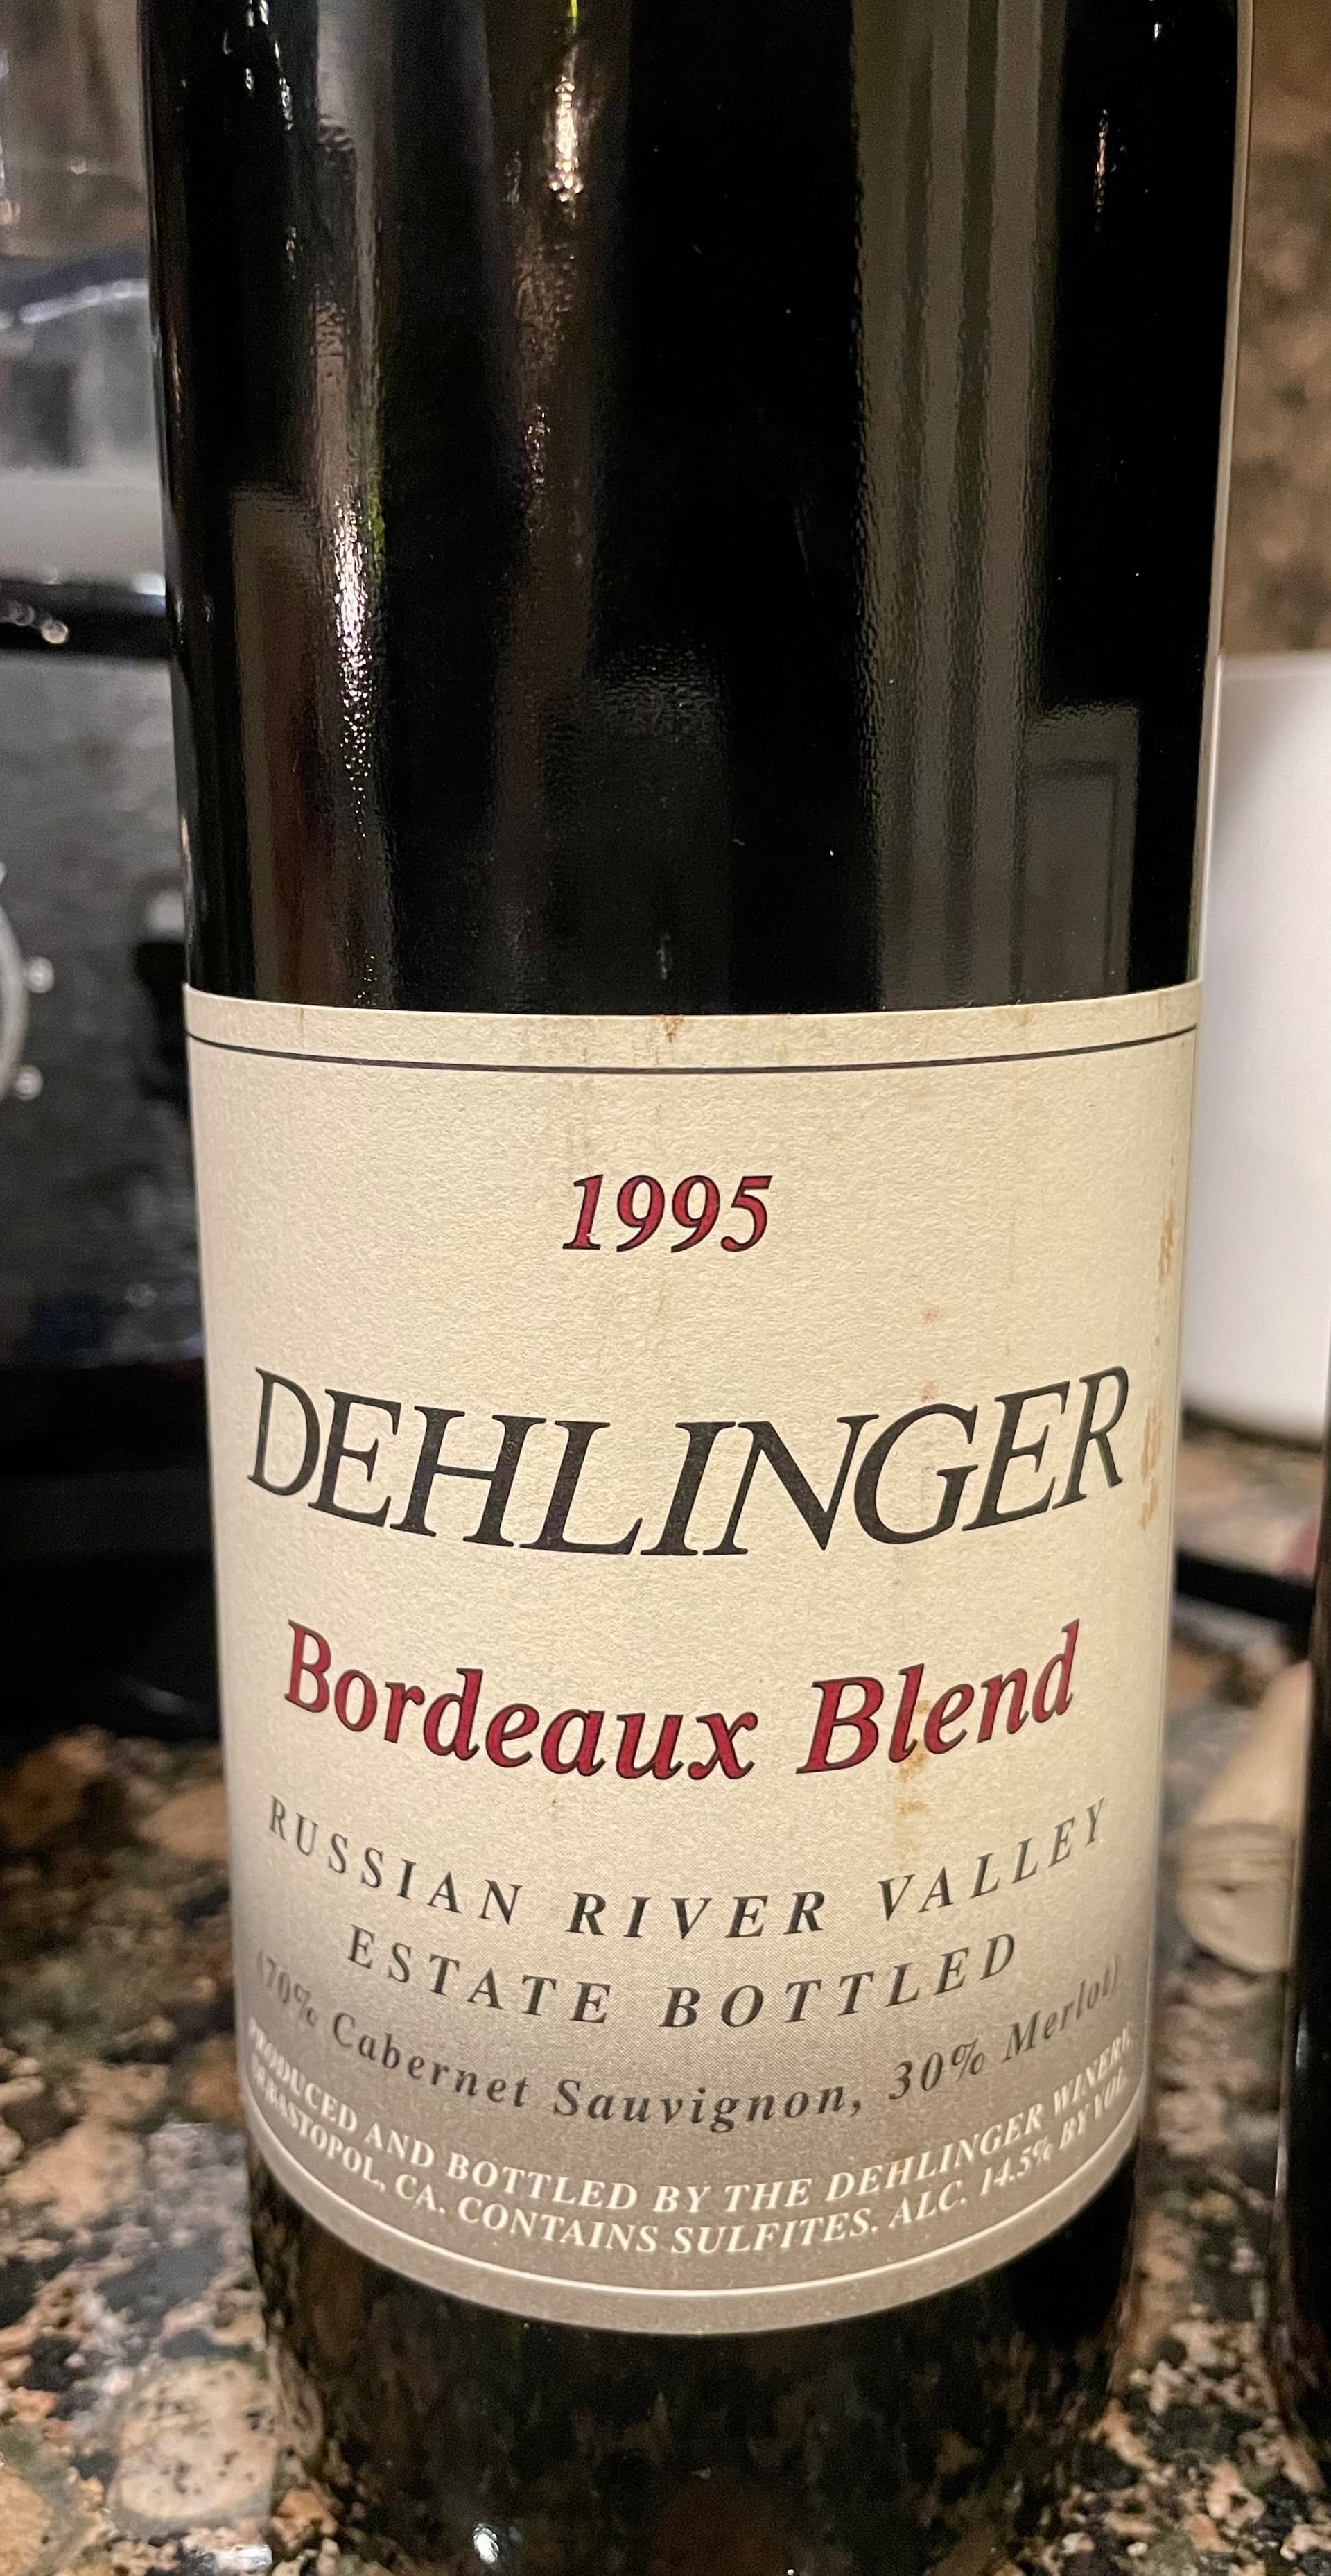 1995
DEHLINGER
Bordeaux Blend
RUSSIAN RIVER VALLEY
ESTATE BOTTLED
(70% Cabernet Sauvignon, 30% Merlot)
PRODUCED AND BOTTLED BY THE DEHLINGER WINERY,
SEBASTOPOL, CA. CONTAINS SULFITES. ALC. 14.5% BY VOL.